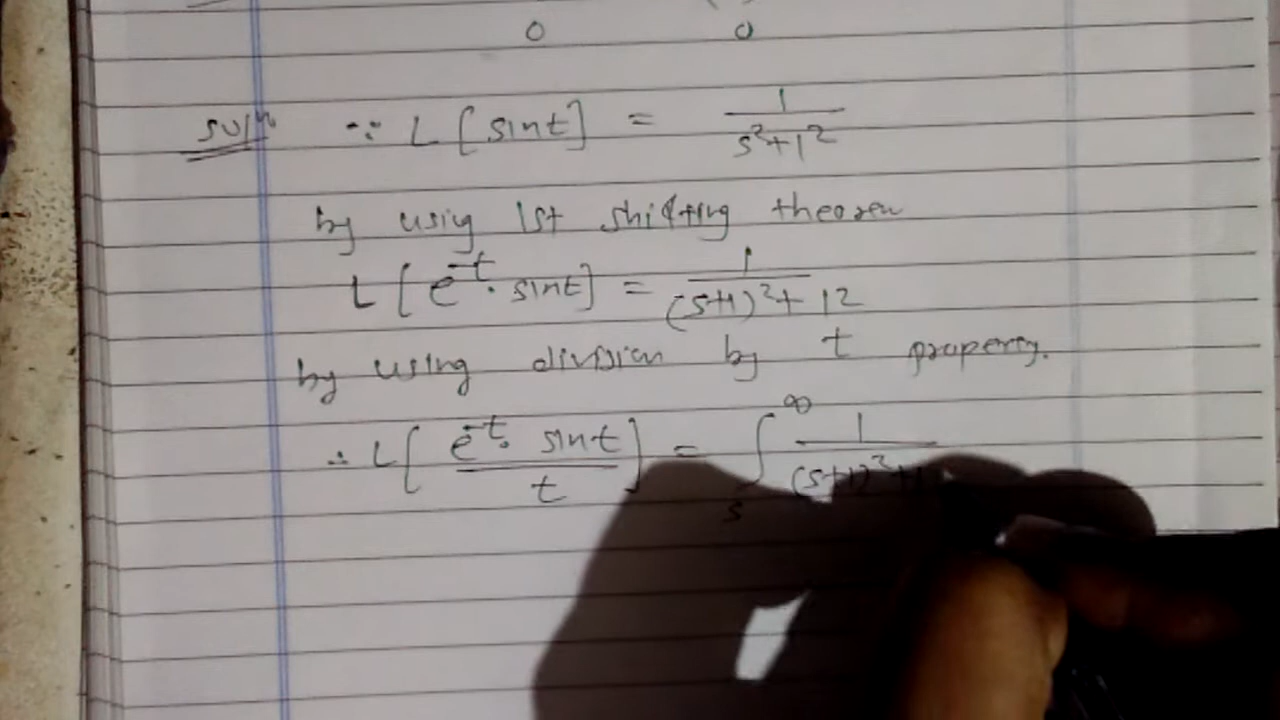 0 0
soln ∵ L [sint] = 1/(s²+1²)
by using 1st shifting theorem
L [e^-t. sint] = 1/((s+1)²+12)
by using division by t property.
∴ L[ (e^-t. sint)/t ] = ∫_s^∞ 1/((s+1)²+1